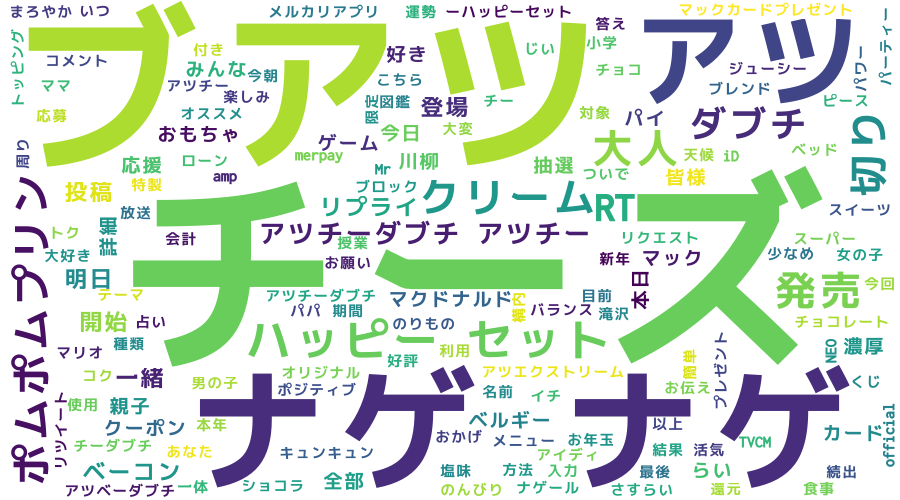 まろやか いつ
メルカリアプリ
運勢
ーハッピーセット
マックカードプレゼント
ブアツ
アツ
トッピング
コメント
付き
みんな
今朝
好き
じい
答え
小学
チョコ
ジューシー
パワー
パーティー
ママ
アツチー
楽しみ
こちら
図鑑
限定
登場
チー
ブレンド
ピース
応募
オススメ
おもちゃ
ゲーム
今日
大変
対象
パイ
ダブチ
切り
周り
応援
ローン
merpay
Mr
川柳
抽選
大人
天候
iD
ベッド
投稿
特製
amp
ブロック
ついで
皆様
ポムポムプリン
放送
リプライ
クリーム
RT
チーズ
スイーツ
トク
詳細
会計
アツチーダブチ
アツチー
授業
リクエスト
スーパー
大好き
お願い
新年
マック
少なめ
女の子
明日
テーマ
アツチーダブチ
マクドナルド
目前
本日
発売
今回
パパ
期間
構内
バランス
滝沢
開始
占い
のりもの
チョコレート
マリオ
種類
ハッピーセット
NEO
濃厚
好評
利用
簡単
プレゼント
コク
一緒
男の子
オリジナル
アツエクストリーム
お伝え
くじ
ナゲ
ナゲ
ポジティブ
名前
イチ
リツイート
使用
親子
クーポン
本年
ベルギー
以上
カード
official
チーダブチ
あなた
キュンキュン
おかげ
メニュー
お年玉
結果
活気
TVCM
アイディ
ベーコン
全部
塩味
方法
入力
最後
らい
続出
アツベーダブチ
一体
ショコラ
のんびり
ナゲール
さすらい
還元
食事